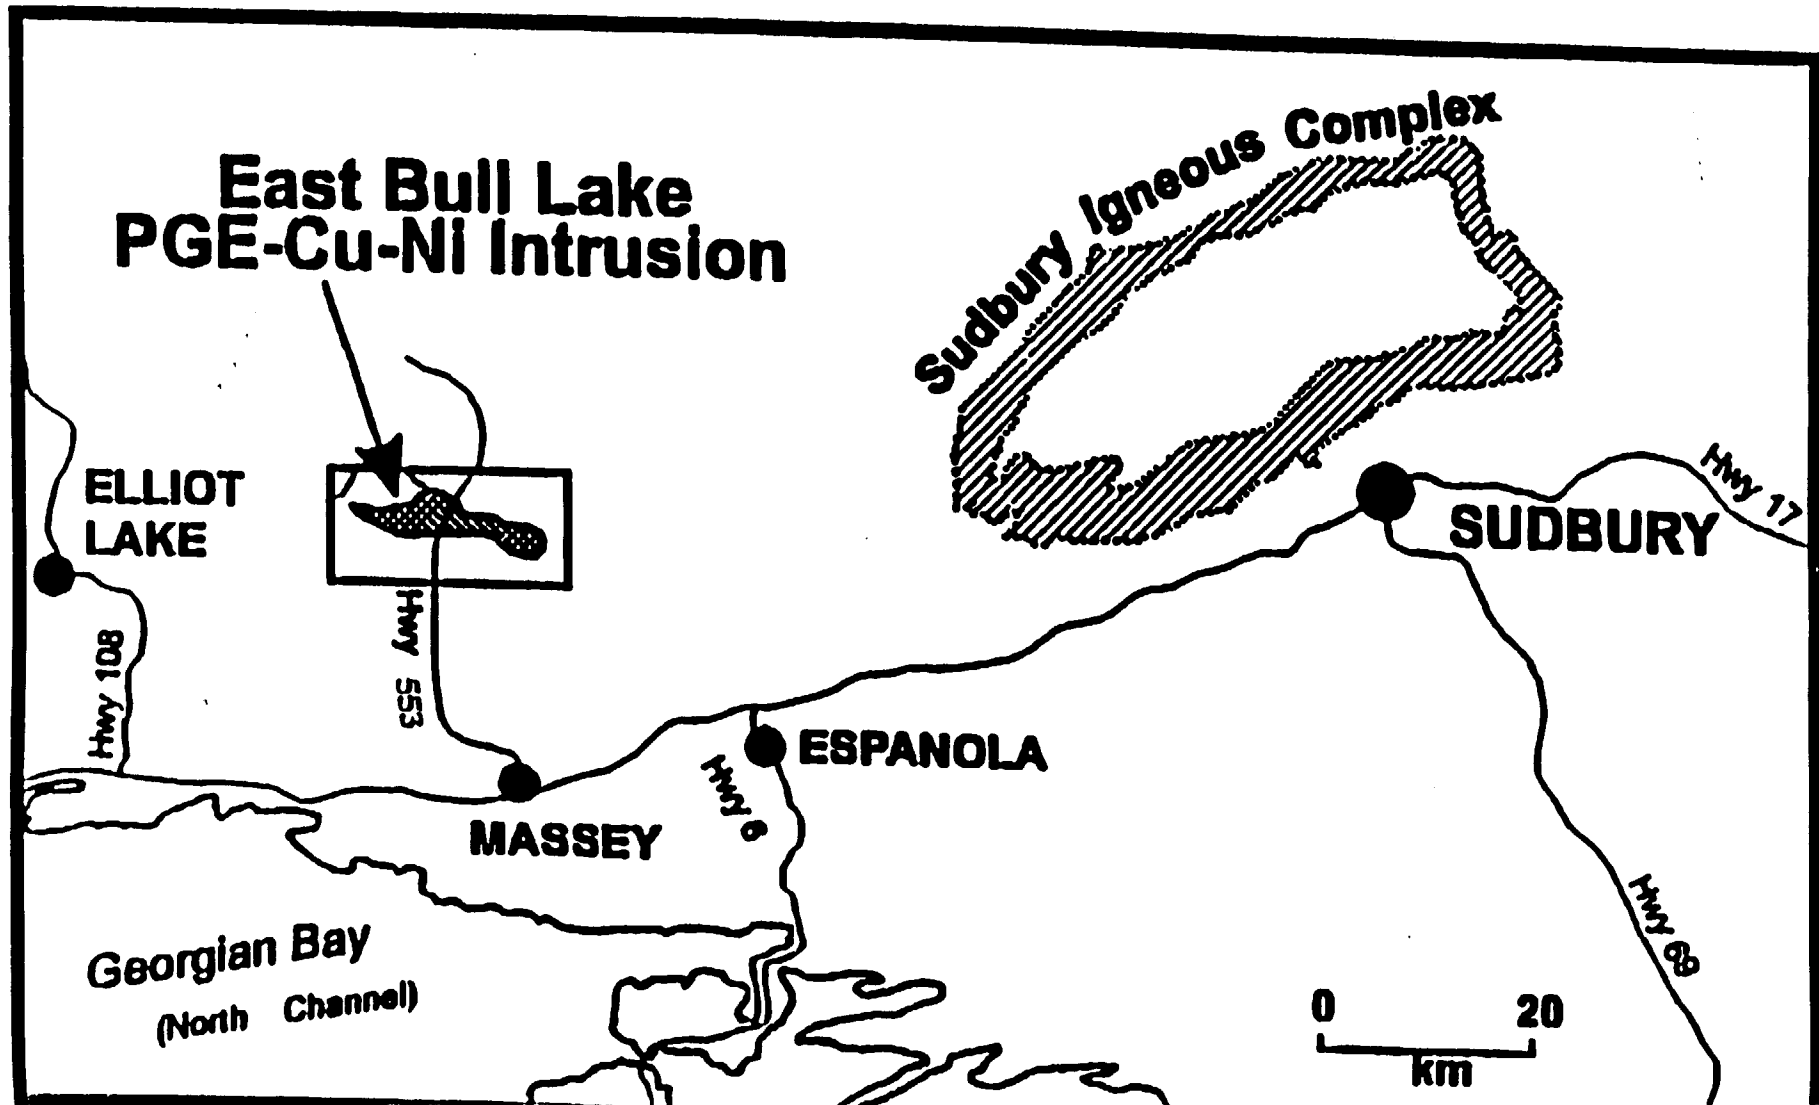 East Bull Lake
PGE-Cu-Ni Intrusion
Sudbury Igneous Complex
ELLIOT
LAKE
Hwy 17
SUDBURY
Hwy 108
Hwy 553
ESPANOLA
Hwy 6
MASSEY
Hwy 69
Georgian Bay
(North Channel)
0 20
km